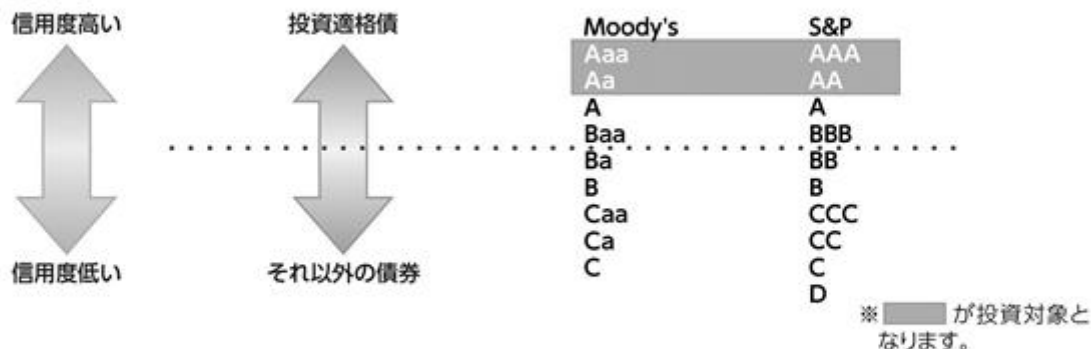 信用度高い 投資適格債 Moody's S&P
Aaa AAA
Aa AA
A A
Baa BBB
Ba BB
B B
Caa CCC
Ca CC
信用度低い それ以外の債券 C C
D
※ が投資対象と
なります。